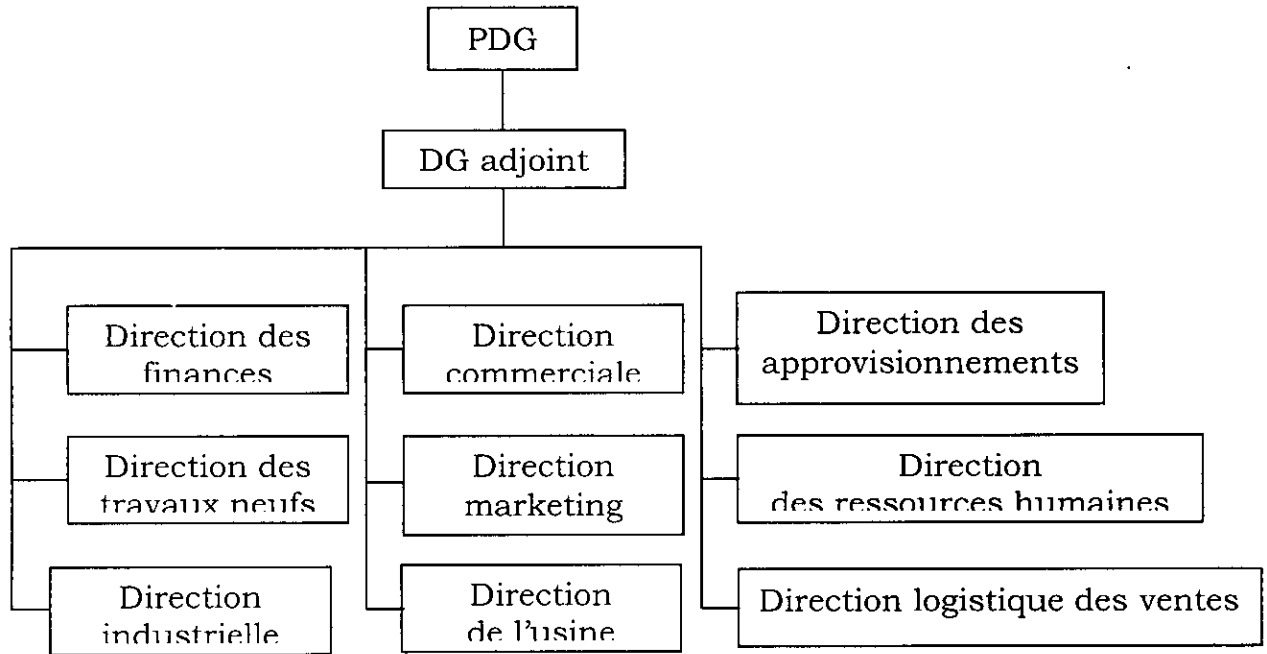 PDG
DG adjoint
Direction des
finances
Direction
commerciale
Direction des
approvisionnements
Direction des
travaux neufs
Direction
marketing
Direction
des ressources humaines
Direction
industrielle
Direction
de l'usine
Direction logistique des ventes